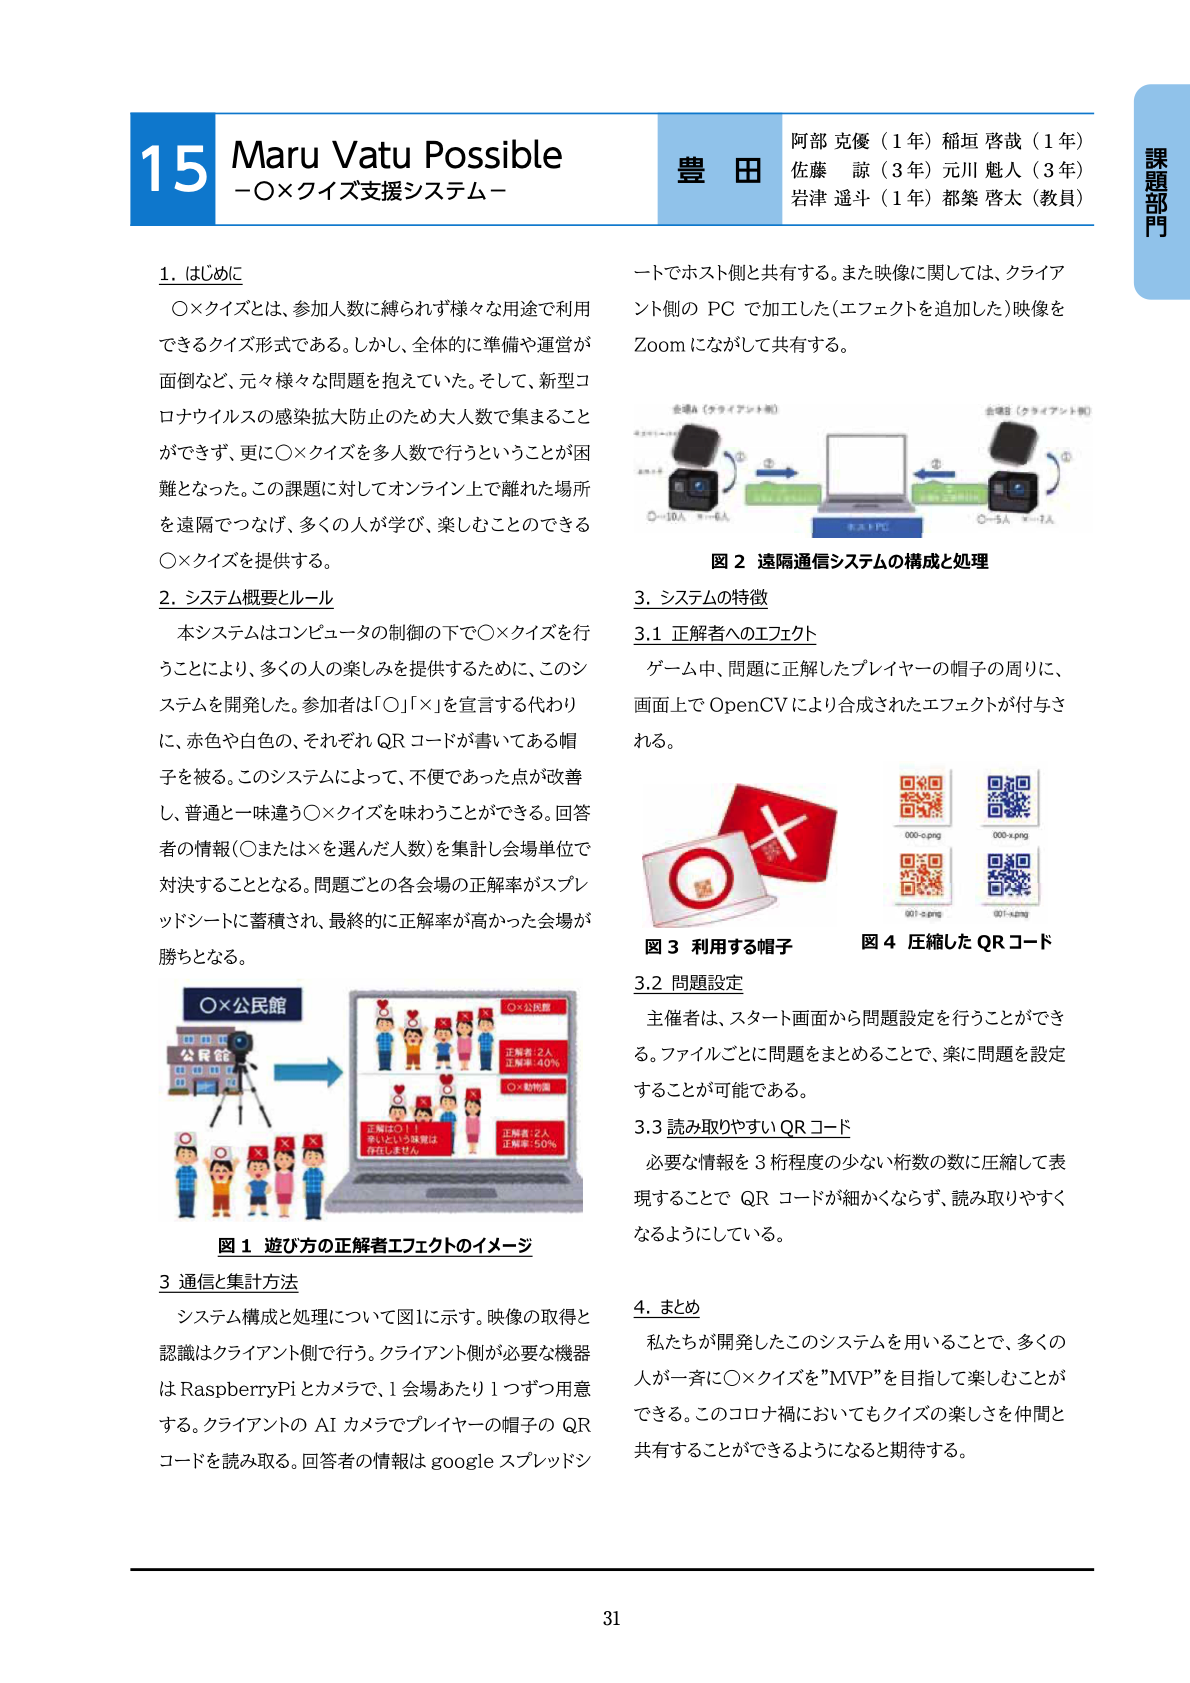 15
Maru Vatu Possible
－○×クイズ支援システム－
豊 田
阿部 克優（１年）稲垣 啓哉（１年）
佐藤　諒（３年）元川 魁人（３年）
岩津 遥斗（１年）都築 啓太（教員）
課題部門
1. はじめに
○×クイズとは、参加人数に縛られず様々な用途で利用
できるクイズ形式である。しかし、全体的に準備や運営が
面倒など、元々様々な問題を抱えていた。そして、新型コ
ロナウイルスの感染拡大防止のため大人数で集まること
ができず、更に○×クイズを多人数で行うということが困
難となった。この課題に対してオンライン上で離れた場所
を遠隔でつなげ、多くの人が学び、楽しむことのできる
○×クイズを提供する。
2. システム概要とルール
本システムはコンピュータの制御の下で○×クイズを行
うことにより、多くの人の楽しみを提供するために、このシ
ステムを開発した。参加者は「○」「×」を宣言する代わり
に、赤色や白色の、それぞれ QR コードが書いてある帽
子を被る。このシステムによって、不便であった点が改善
し、普通と一味違う○×クイズを味わうことができる。回答
者の情報（○または×を選んだ人数）を集計し会場単位で
対決することとなる。問題ごとの各会場の正解率がスプレ
ッドシートに蓄積され、最終的に正解率が高かった会場が
勝ちとなる。
○×公民館
公民館
○×公民館
正解者：2人
正解率：40％
○×動物園
正解は○！！
辛いという味覚は
存在しません
正解者：2人
正解率：50％
図 1 遊び方の正解者エフェクトのイメージ
3 通信と集計方法
システム構成と処理について図1に示す。映像の取得と
認識はクライアント側で行う。クライアント側が必要な機器
は RaspberryPi とカメラで、1 会場あたり 1 つずつ用意
する。クライアントの AI カメラでプレイヤーの帽子の QR
コードを読み取る。回答者の情報は google スプレッドシ
ートでホスト側と共有する。また映像に関しては、クライア
ント側の PC で加工した（エフェクトを追加した）映像を
Zoom にながして共有する。
会場A（クライアント側）
会場B（クライアント側）
①
②
②
①
○…10人 ×…6人
ホストPC
○…5人 ×…7人
図 2 遠隔通信システムの構成と処理
3. システムの特徴
3.1 正解者へのエフェクト
ゲーム中、問題に正解したプレイヤーの帽子の周りに、
画面上で OpenCV により合成されたエフェクトが付与さ
れる。
000-o.png
000-x.png
001-o.png
001-x.png
図 3 利用する帽子
図 4 圧縮した QR コード
3.2 問題設定
主催者は、スタート画面から問題設定を行うことができ
る。ファイルごとに問題をまとめることで、楽に問題を設定
することが可能である。
3.3 読み取りやすい QR コード
必要な情報を 3 桁程度の少ない桁数の数に圧縮して表
現することで QR コードが細かくならず、読み取りやすく
なるようにしている。
4. まとめ
私たちが開発したこのシステムを用いることで、多くの
人が一斉に○×クイズを”MVP”を目指して楽しむことが
できる。このコロナ禍においてもクイズの楽しさを仲間と
共有することができるようになると期待する。
31